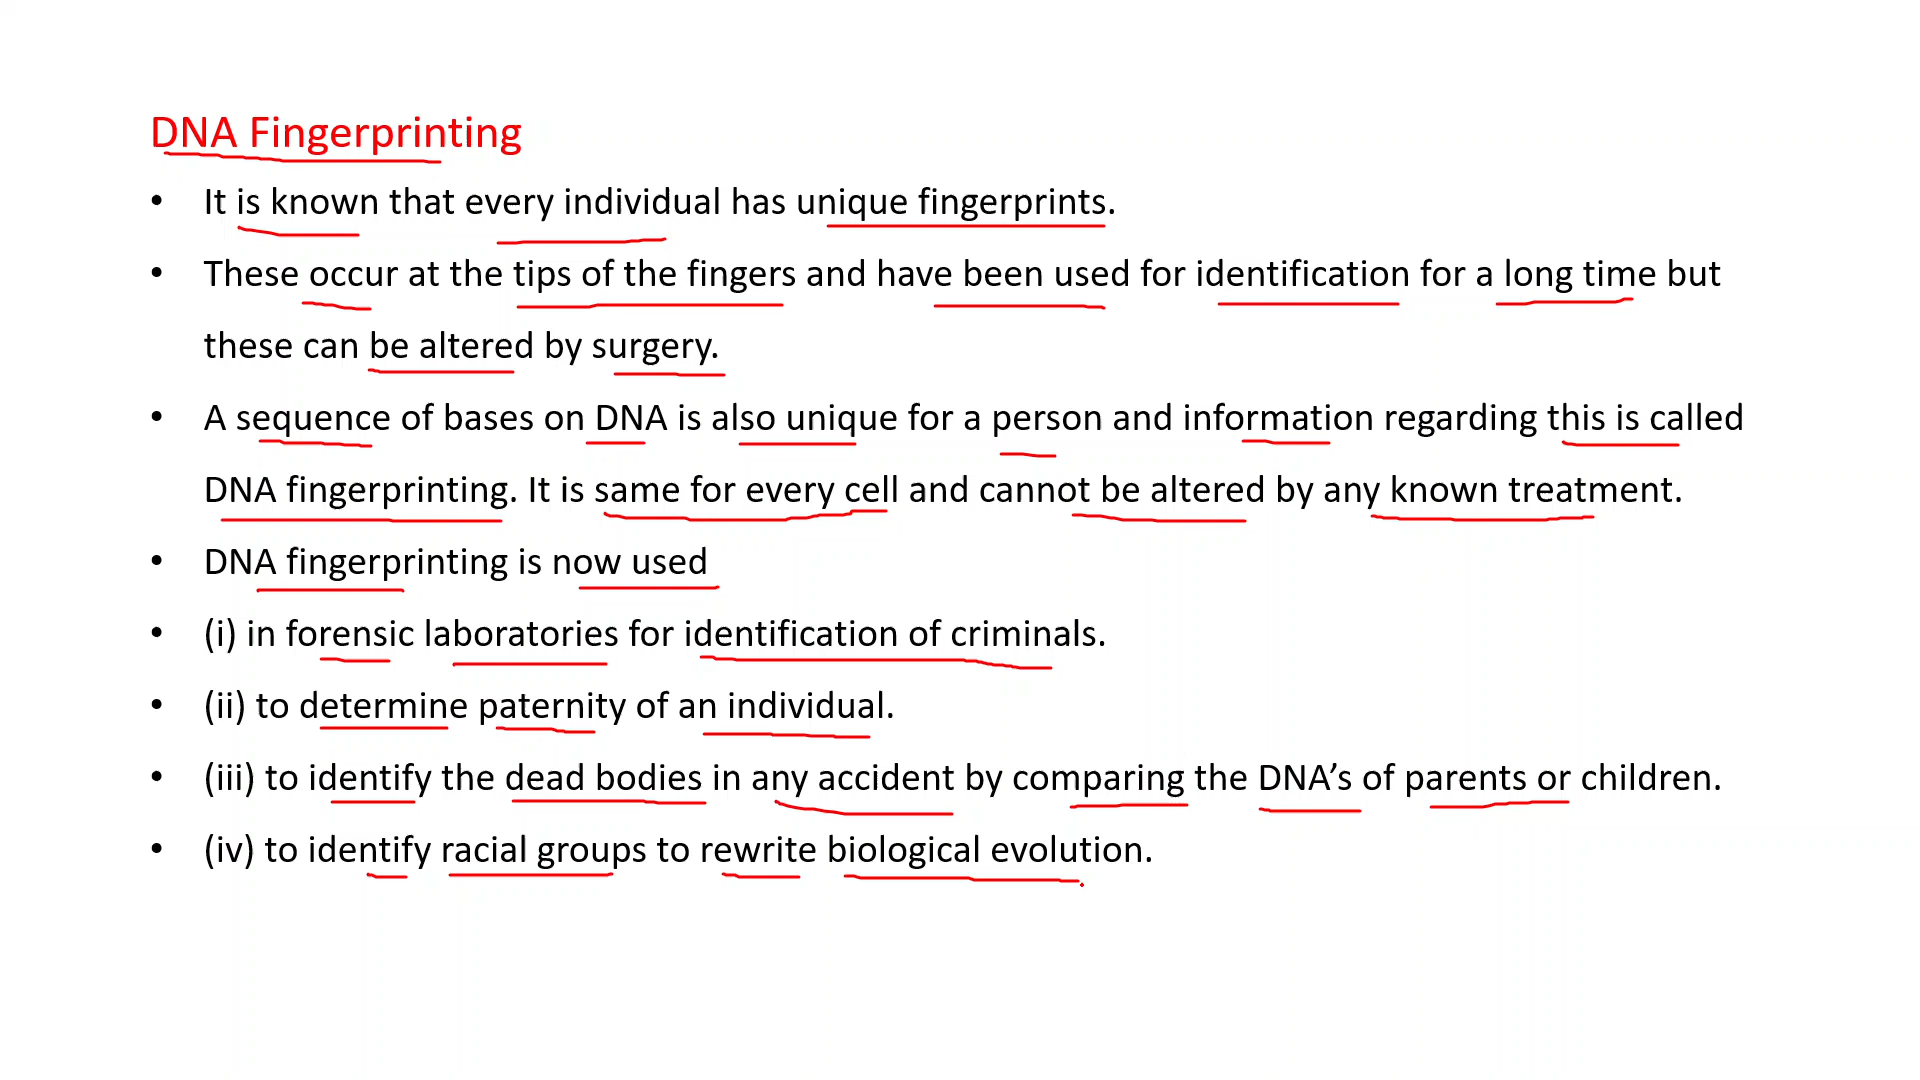 DNA Fingerprinting
• It is known that every individual has unique fingerprints.
• These occur at the tips of the fingers and have been used for identification for a long time but
these can be altered by surgery.
• A sequence of bases on DNA is also unique for a person and information regarding this is called
DNA fingerprinting. It is same for every cell and cannot be altered by any known treatment.
• DNA fingerprinting is now used
• (i) in forensic laboratories for identification of criminals.
• (ii) to determine paternity of an individual.
• (iii) to identify the dead bodies in any accident by comparing the DNA’s of parents or children.
• (iv) to identify racial groups to rewrite biological evolution.